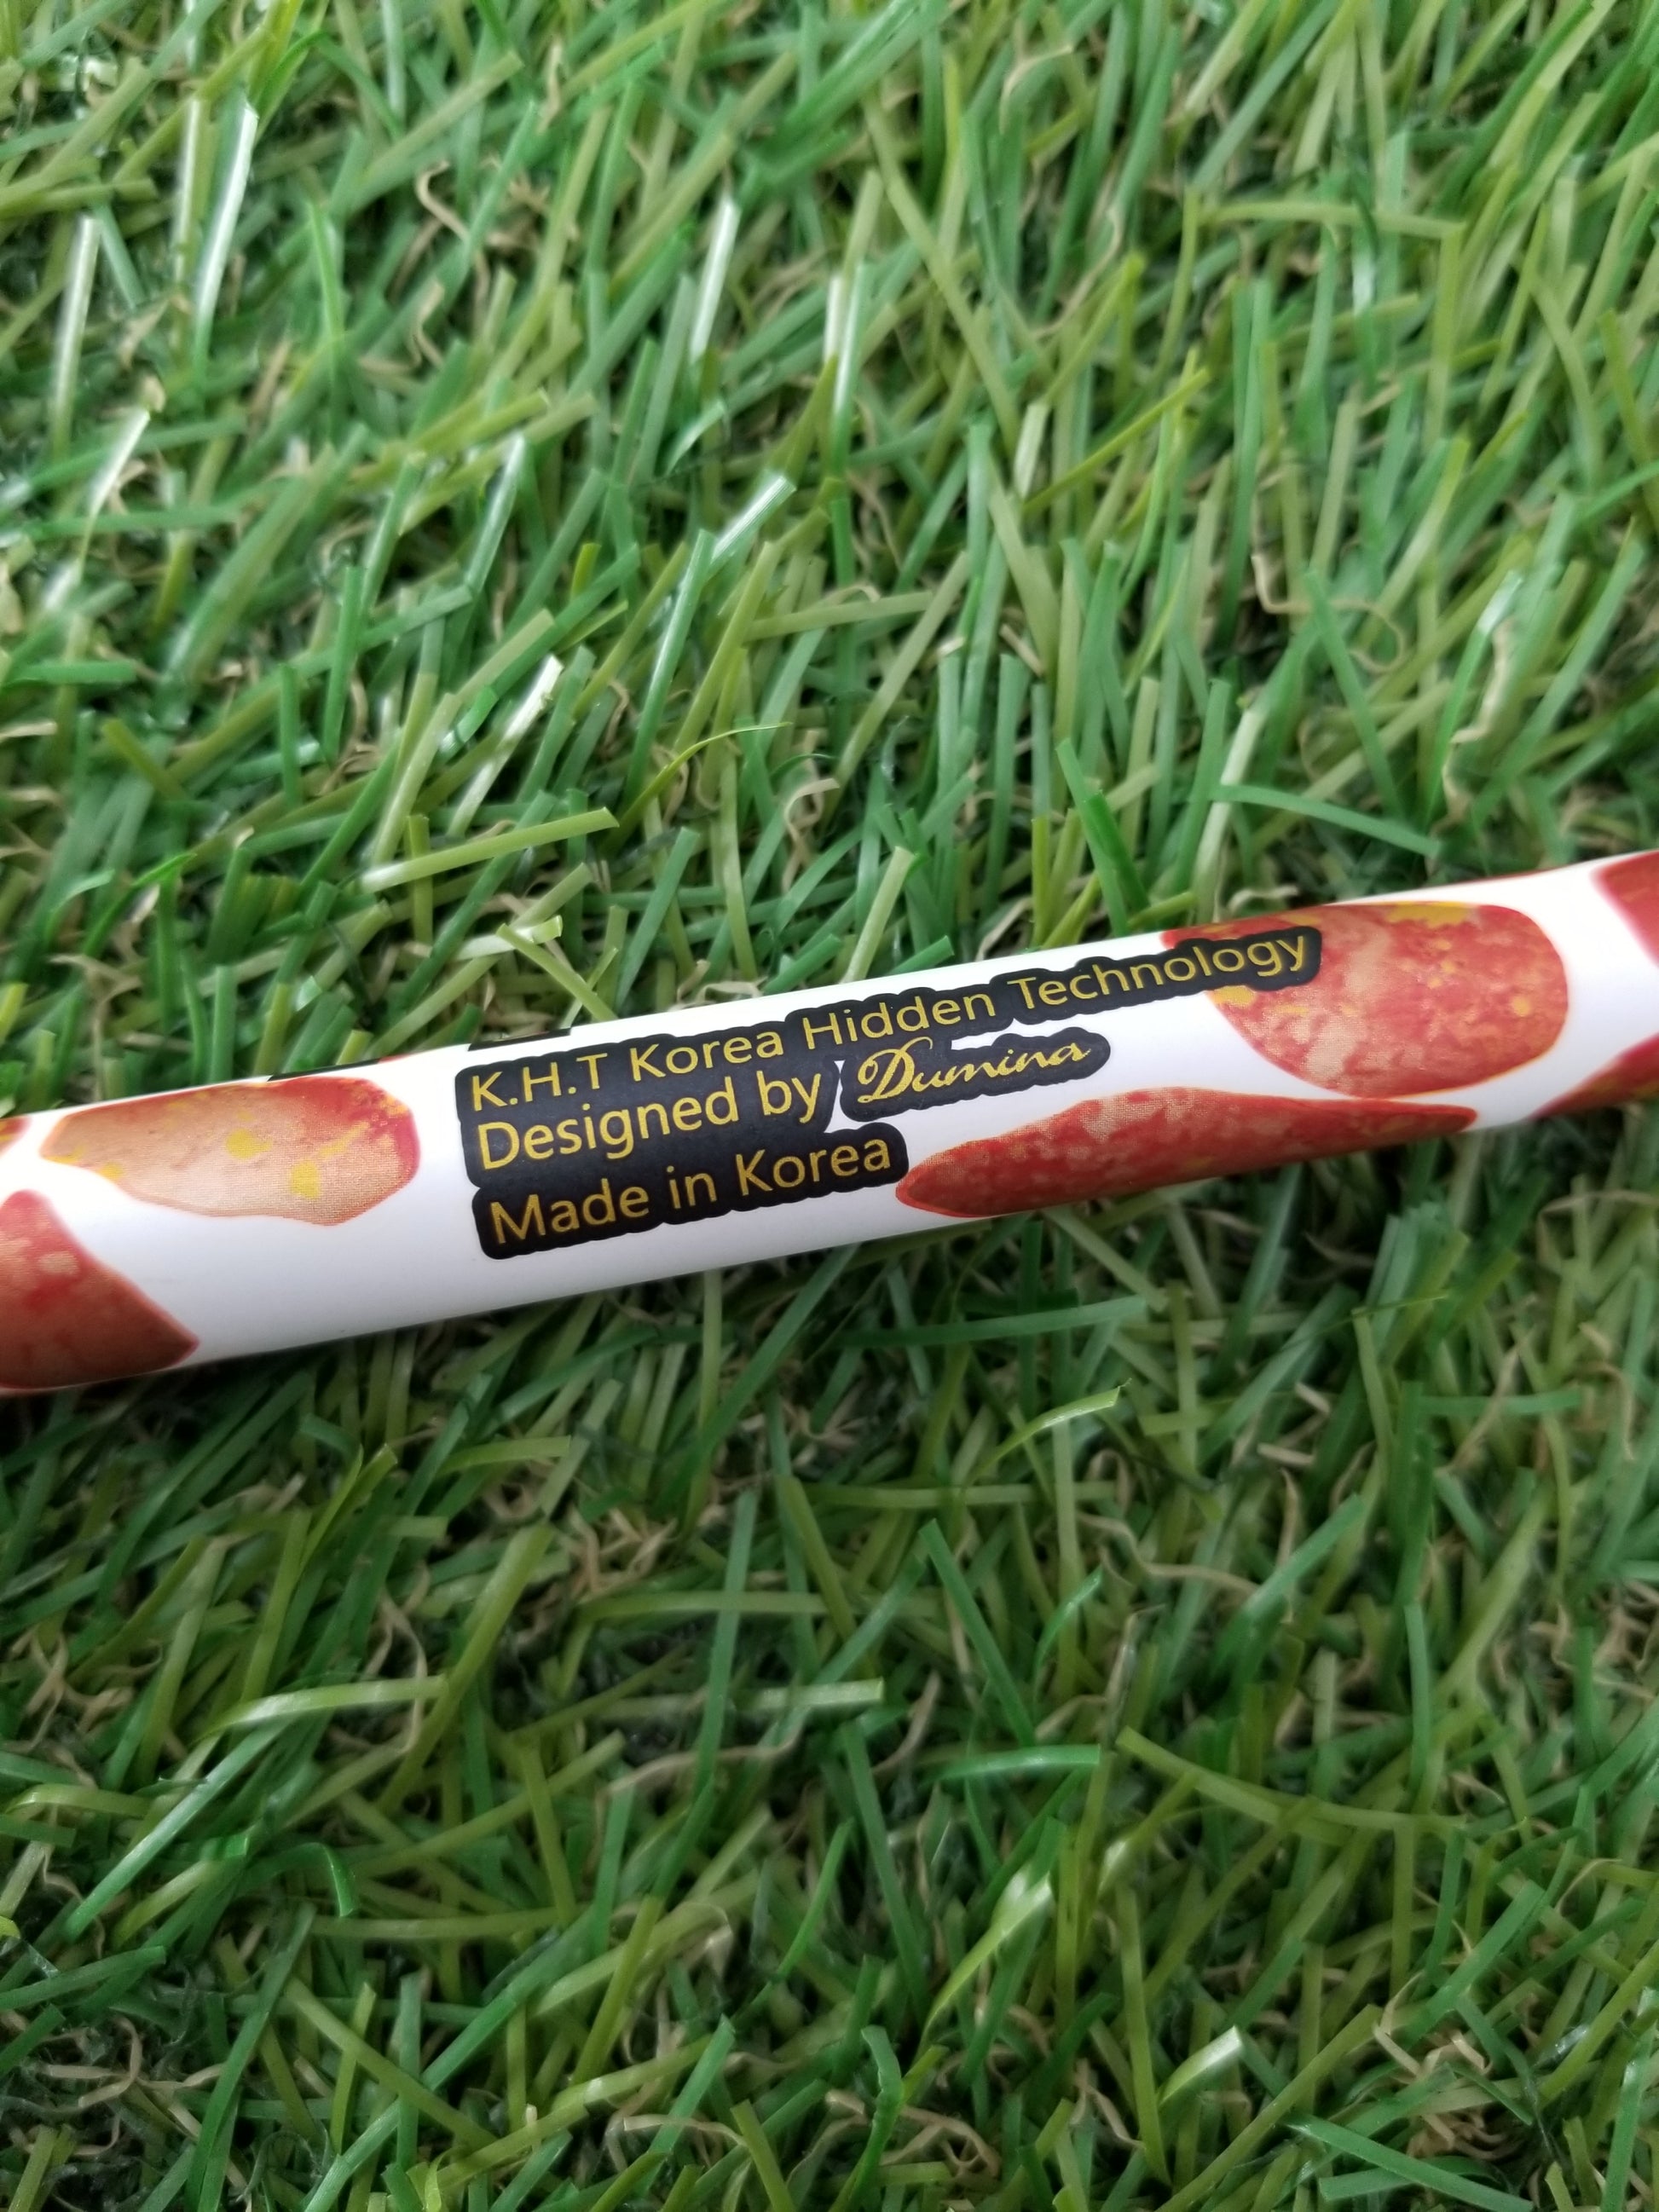 K.H.T Korea Hidden Technology
Designed by Dumina
Made in Korea